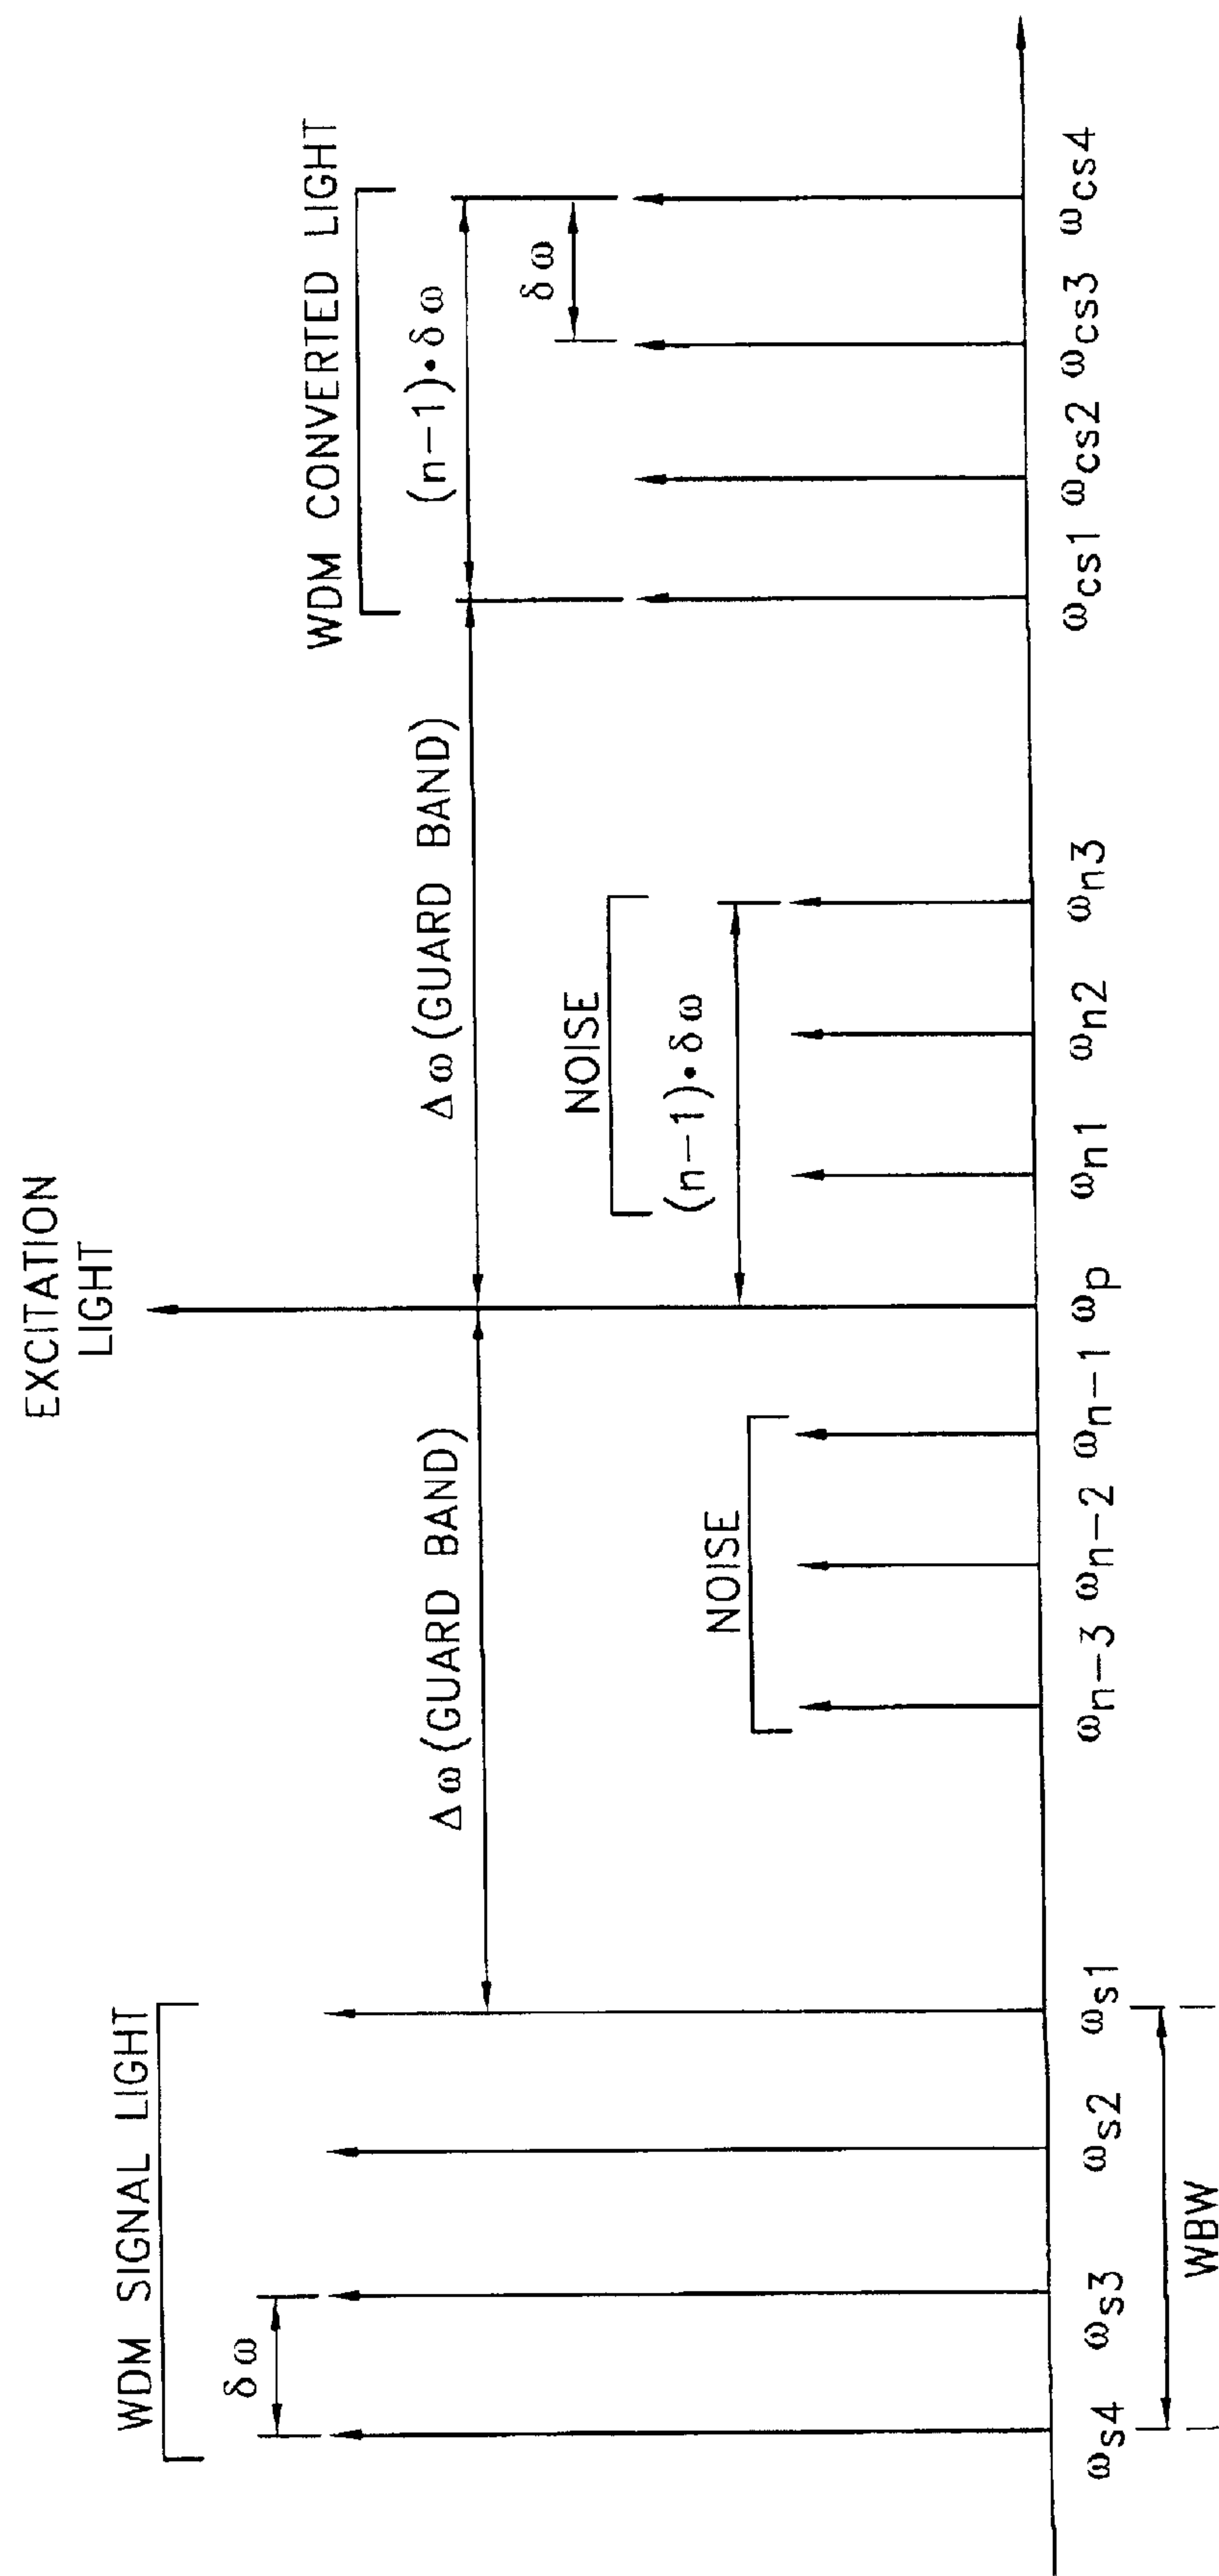 EXCITATION
LIGHT
WDM SIGNAL LIGHT
δω
WDM CONVERTED LIGHT
(n−1)•δω
δω
Δω(GUARD BAND)
Δω(GUARD BAND)
NOISE
(n−1)•δω
NOISE
ωs4 ωs3 ωs2 ωs1 ωn−3 ωn−2 ωn−1 ωp ωn1 ωn2 ωn3 ωcs1 ωcs2 ωcs3 ωcs4
WBW